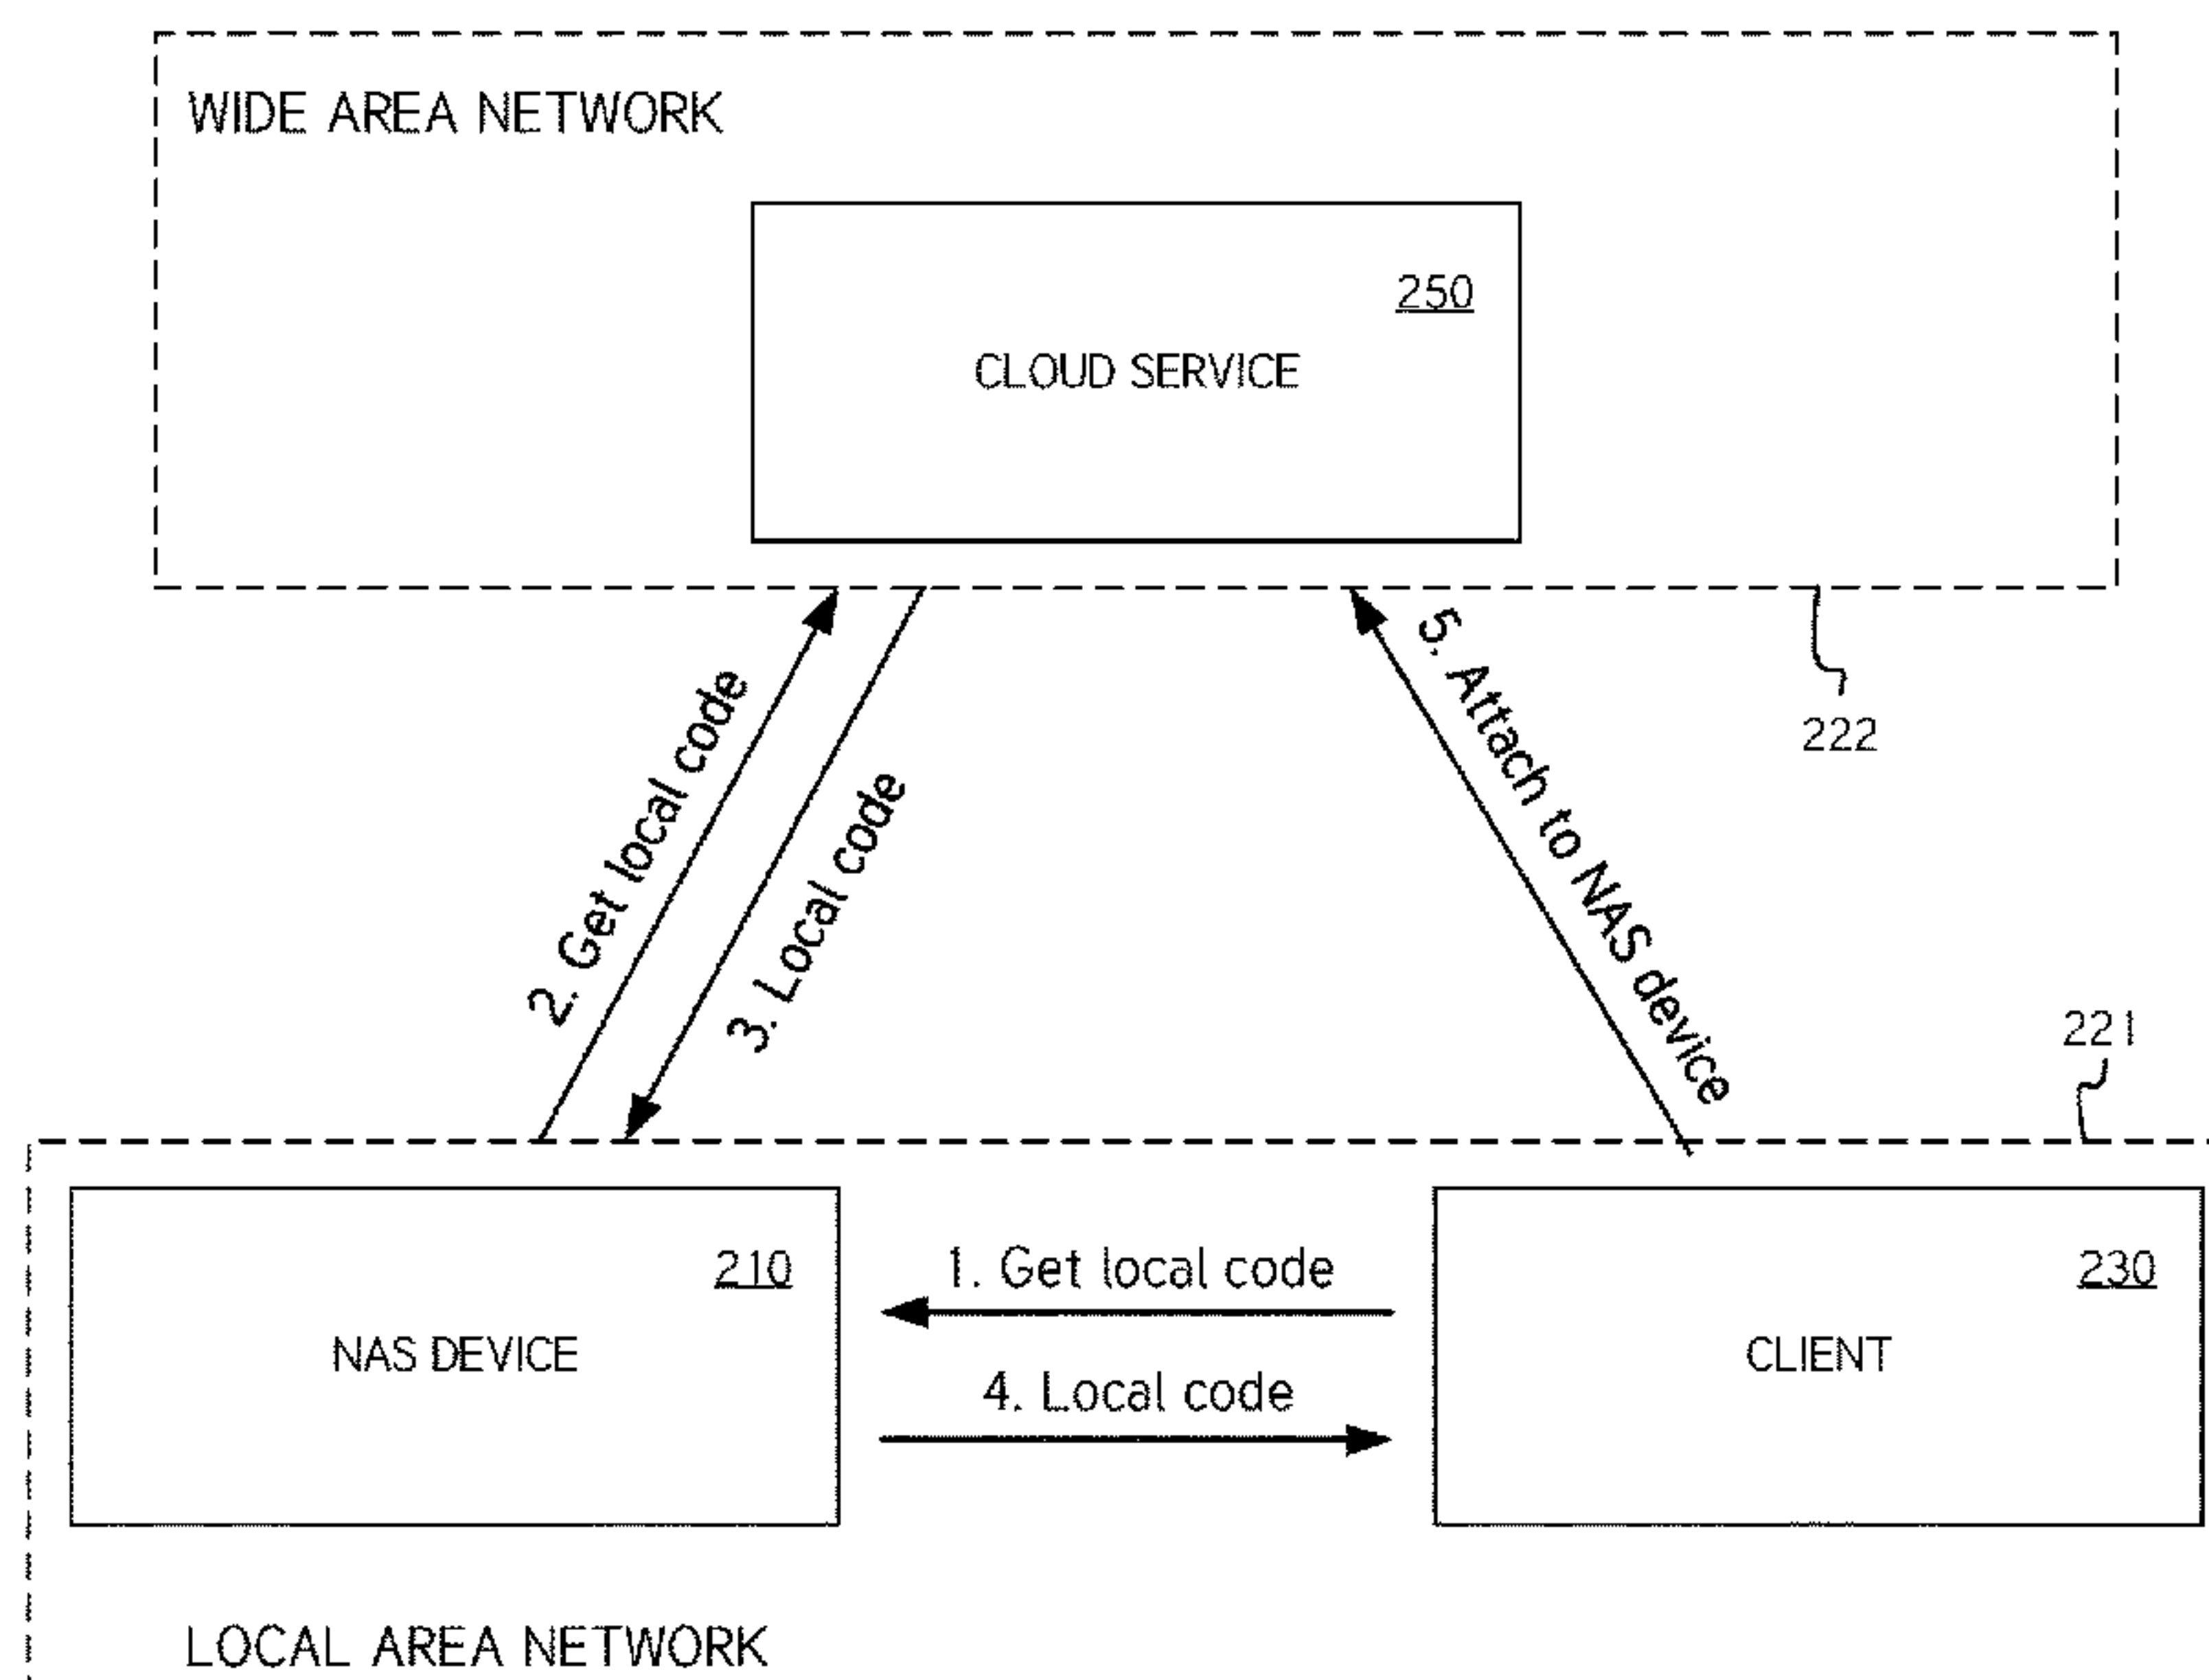 WIDE AREA NETWORK
250
CLOUD SERVICE
2. Get local code
3. Local code
5. Attach to NAS device
222
221
210
NAS DEVICE
1. Get local code
4. Local code
230
CLIENT
LOCAL AREA NETWORK